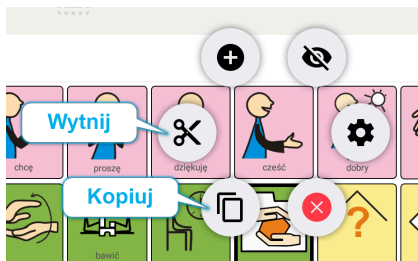 Wytnij
chcę proszę dziękuję cześć dobry
Kopiuj
?
bawić